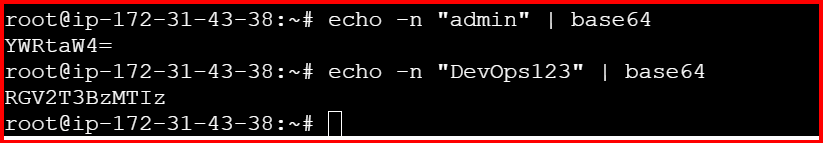 root@ip-172-31-43-38:~# echo -n "admin" | base64
YWRtaW4=
root@ip-172-31-43-38:~# echo -n "DevOps123" | base64
RGV2T3BzMTIz
root@ip-172-31-43-38:~#